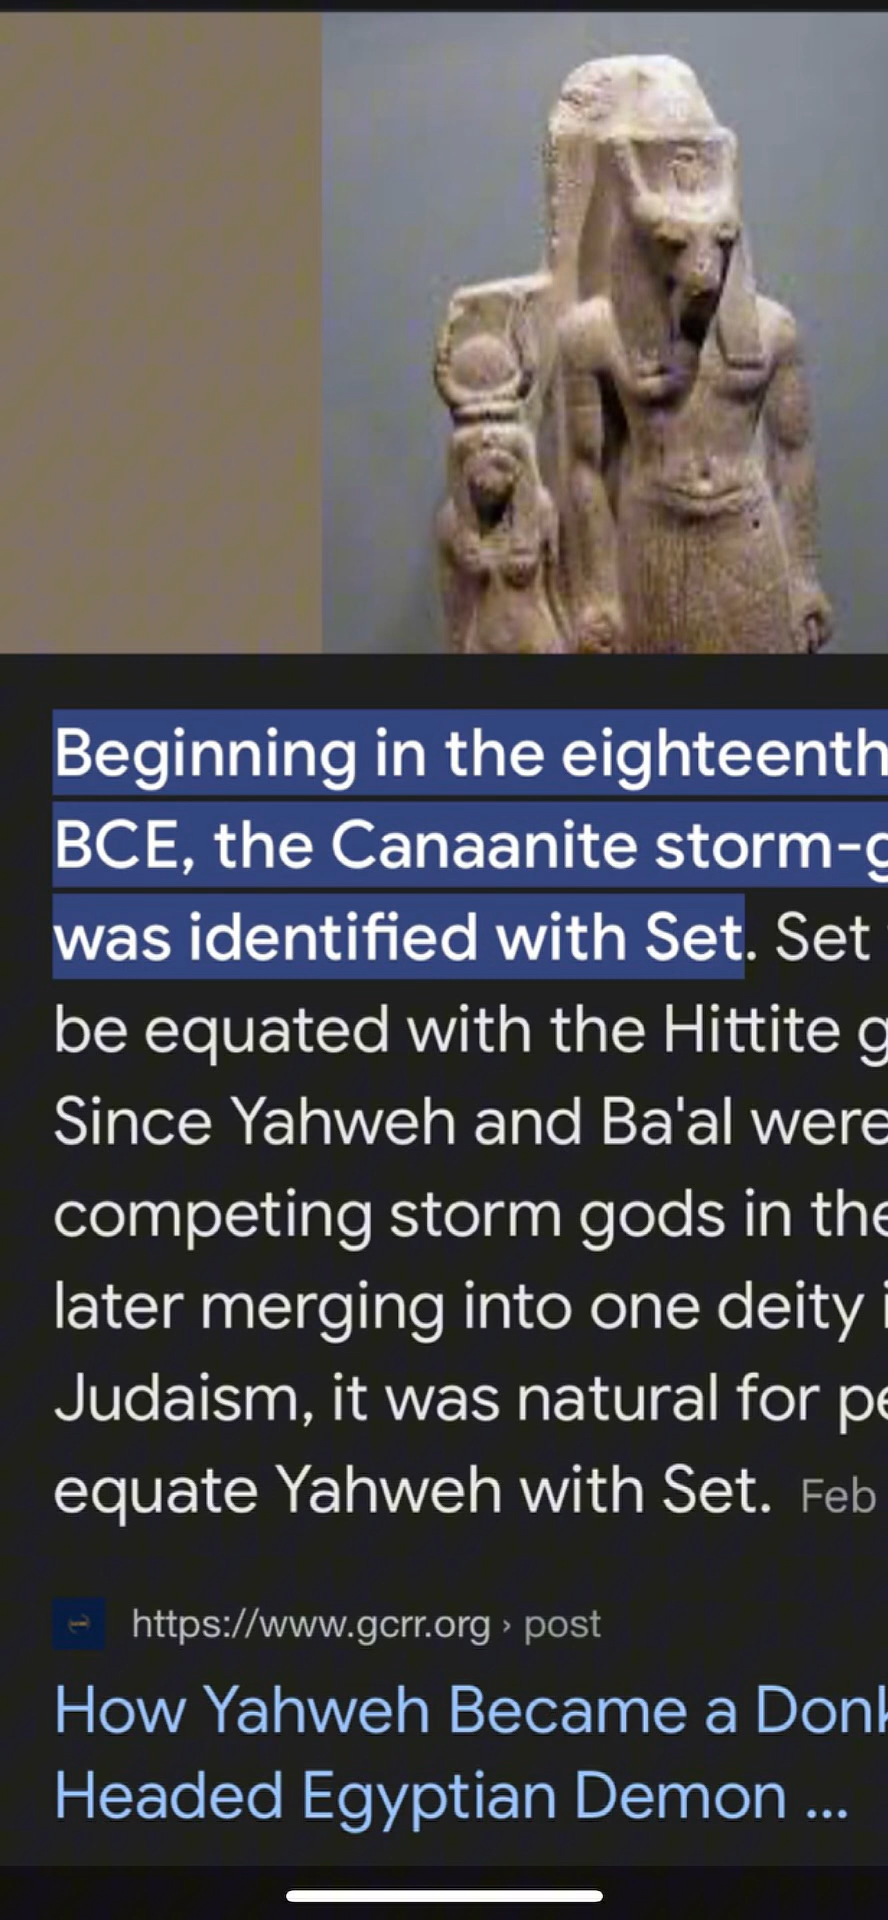 Beginning in the eighteenth
BCE, the Canaanite storm-g
was identified with Set. Set
be equated with the Hittite g
Since Yahweh and Ba'al were
competing storm gods in the
later merging into one deity i
Judaism, it was natural for pe
equate Yahweh with Set. Feb
https://www.gcrr.org › post
How Yahweh Became a Donk
Headed Egyptian Demon ...